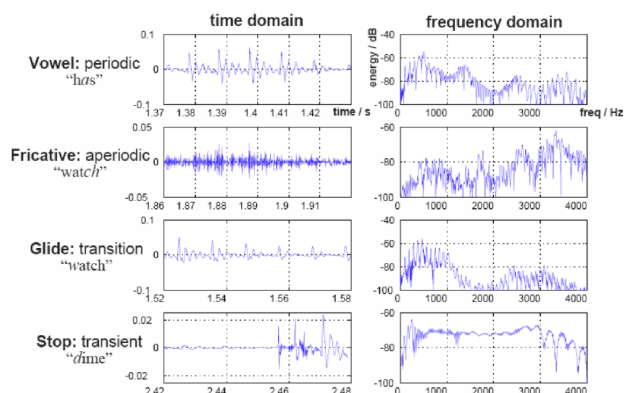 time domain
frequency domain
Vowel: periodic
"has"
0.1
0
-0.1
1.37 1.38 1.39 1.4 1.41 1.42 time / s
energy / dB
-40
-60
-80
-100
0 1000 2000 3000 freq / Hz
Fricative: aperiodic
"watch"
0.05
0
-0.05
1.86 1.87 1.88 1.89 1.9 1.91
-60
-80
-100
0 1000 2000 3000 4000
Glide: transition
"watch"
0.1
0
-0.1
1.52 1.54 1.56 1.58
-40
-60
-80
-100
0 1000 2000 3000 4000
Stop: transient
"dime"
0.02
0
-0.02
2.42 2.44 2.46 2.48
-60
-80
-100
0 1000 2000 3000 4000